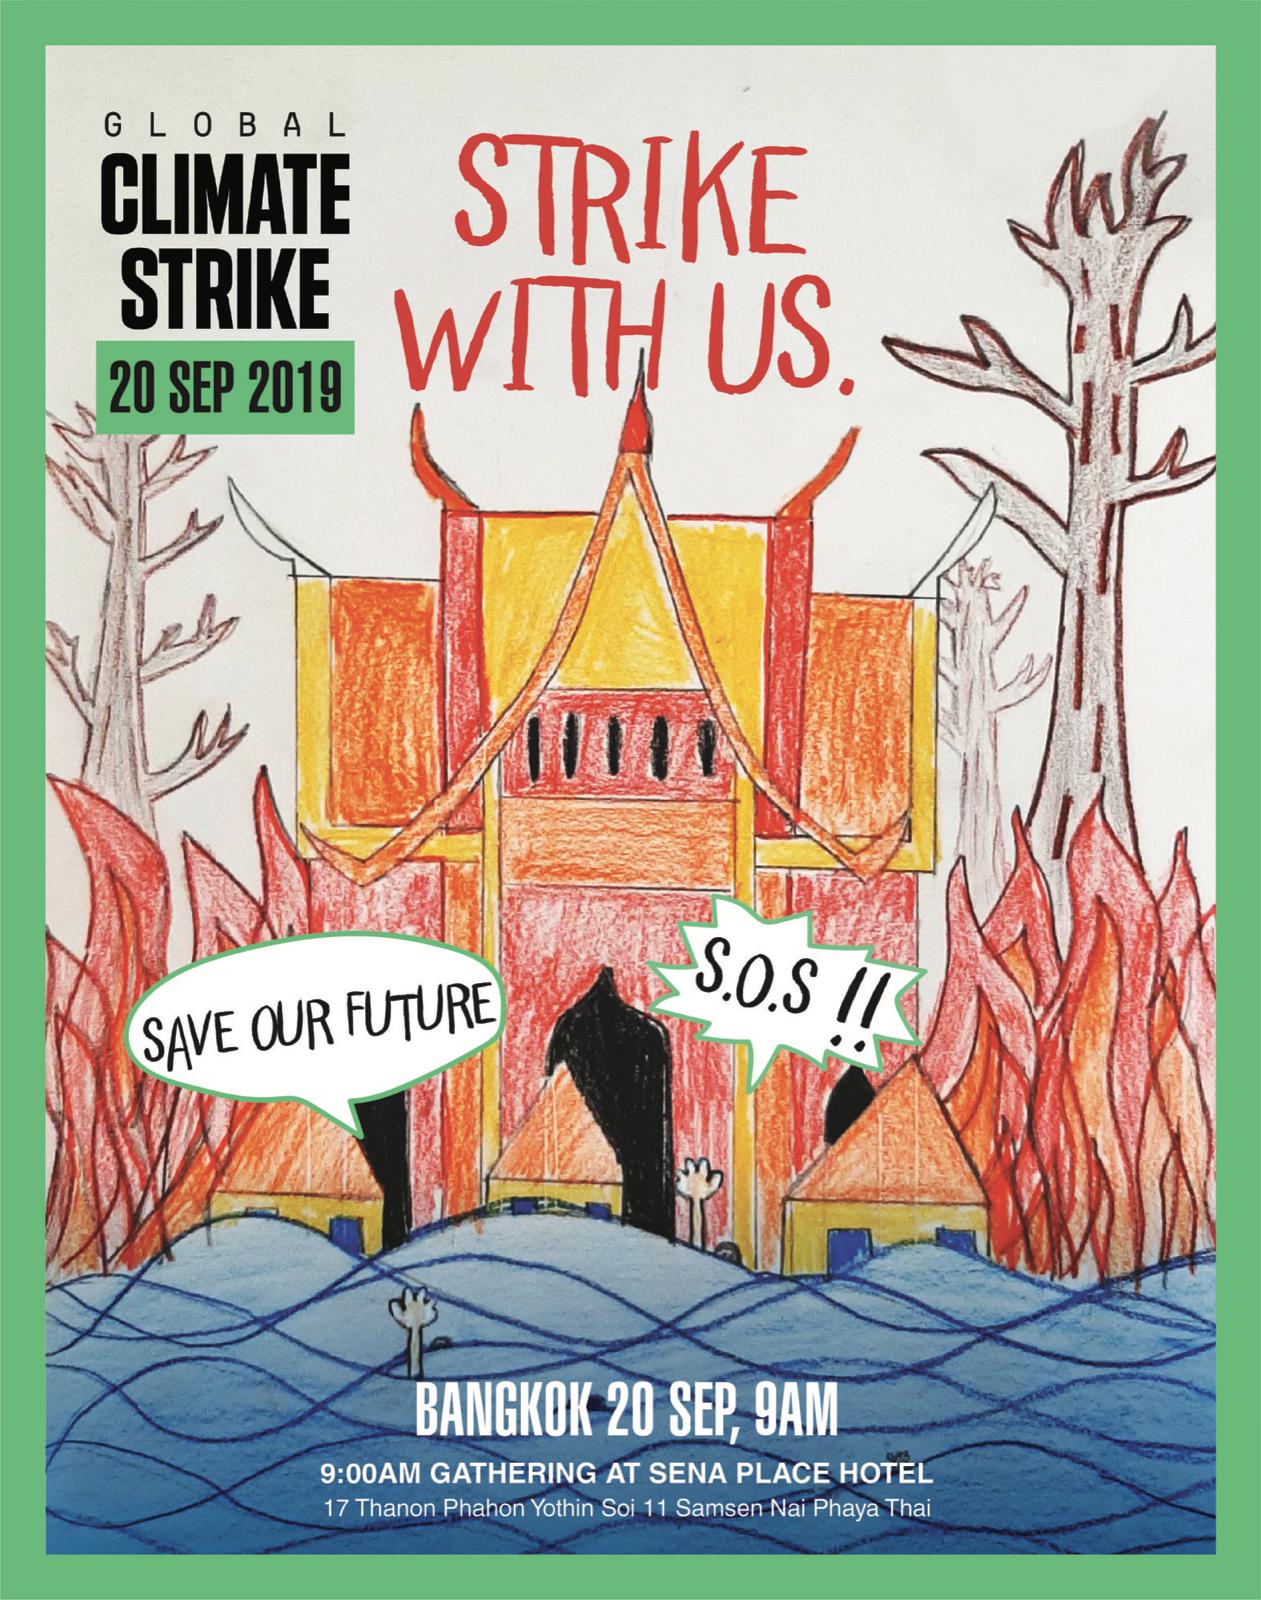 GLOBAL
CLIMATE
STRIKE
20 SEP 2019
STRIKE
WITH US.
SAVE OUR FUTURE
S.O.S !!
BANGKOK 20 SEP, 9AM
9:00AM GATHERING AT SENA PLACE HOTEL
17 Thanon Phahon Yothin Soi 11 Samsen Nai Phaya Thai